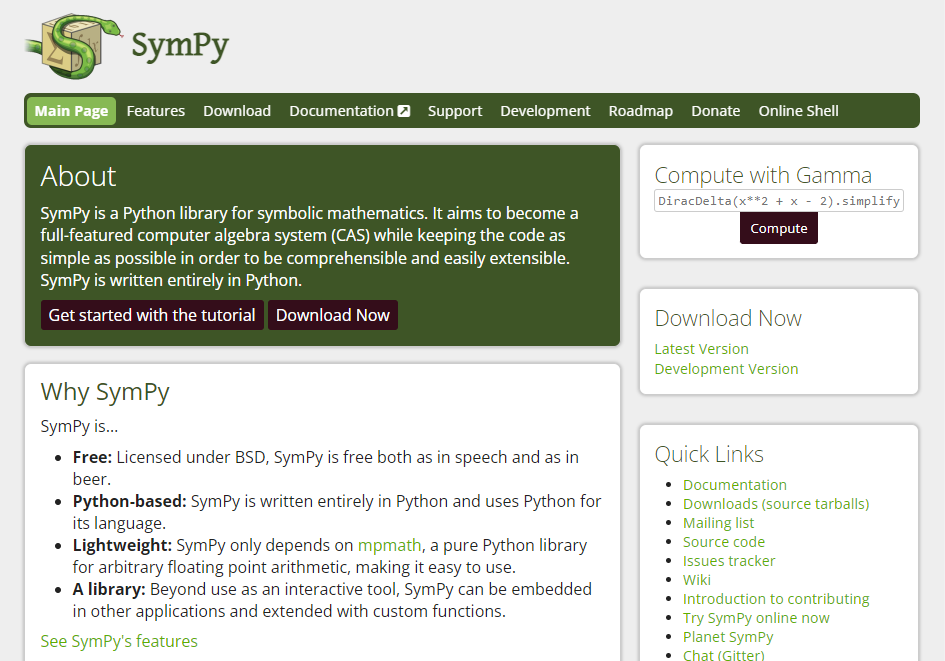 SymPy
Main Page Features Download Documentation Support Development Roadmap Donate Online Shell
About
SymPy is a Python library for symbolic mathematics. It aims to become a
full-featured computer algebra system (CAS) while keeping the code as
simple as possible in order to be comprehensible and easily extensible.
SymPy is written entirely in Python.
Get started with the tutorial Download Now
Why SymPy
SymPy is...
Free: Licensed under BSD, SymPy is free both as in speech and as in
beer.
Python-based: SymPy is written entirely in Python and uses Python for
its language.
Lightweight: SymPy only depends on mpmath, a pure Python library
for arbitrary floating point arithmetic, making it easy to use.
A library: Beyond use as an interactive tool, SymPy can be embedded
in other applications and extended with custom functions.
See SymPy's features
Compute with Gamma
DiracDelta(x**2 + x - 2).simplify
Compute
Download Now
Latest Version
Development Version
Quick Links
Documentation
Downloads (source tarballs)
Mailing list
Source code
Issues tracker
Wiki
Introduction to contributing
Try SymPy online now
Planet SymPy
Chat (Gitter)